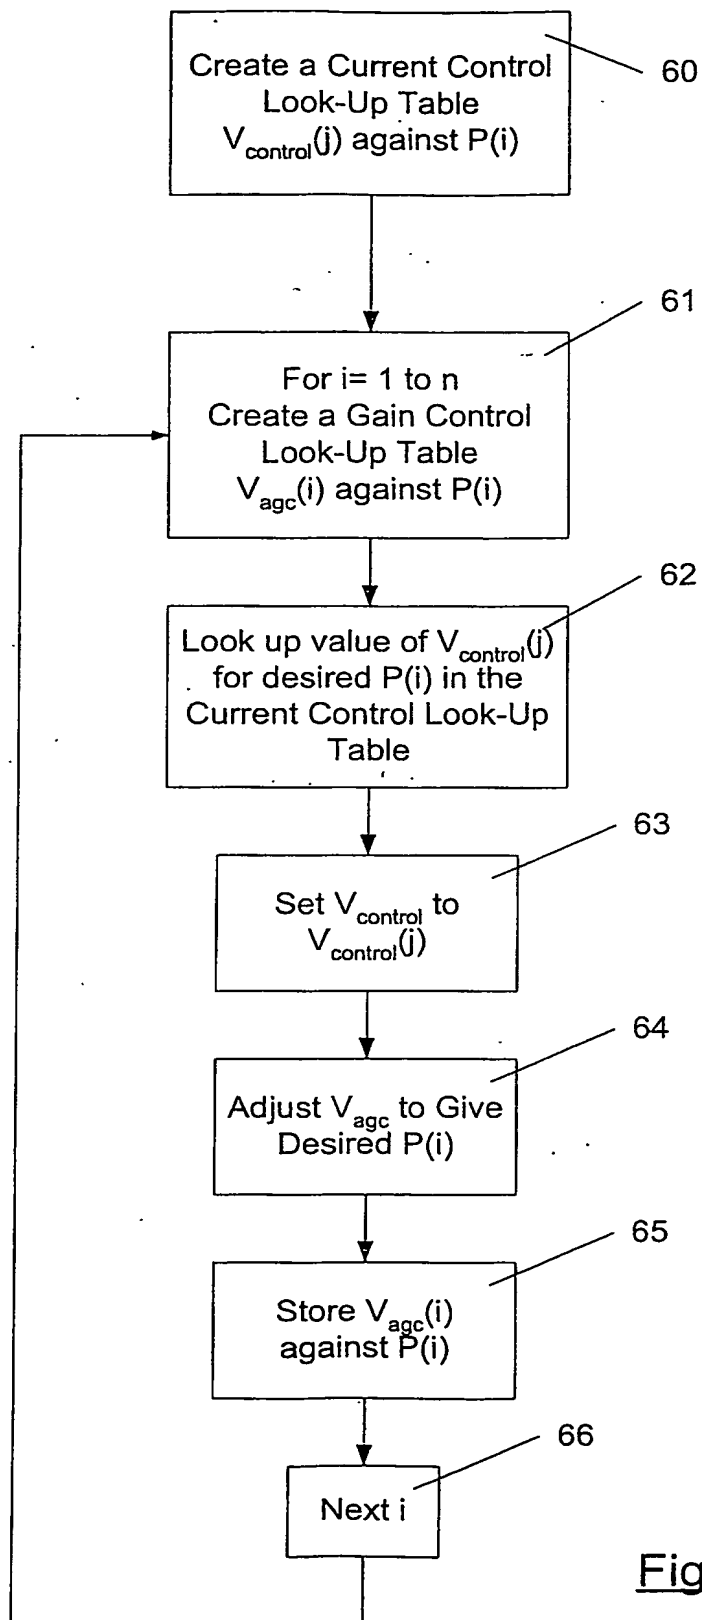 Create a Current Control
Look-Up Table
Vcontrol(j) against P(i)
60
61
For i= 1 to n
Create a Gain Control
Look-Up Table
Vagc(i) against P(i)
62
Look up value of Vcontrol(j)
for desired P(i) in the
Current Control Look-Up
Table
63
Set Vcontrol to
Vcontrol(j)
64
Adjust Vagc to Give
Desired P(i)
65
Store Vagc(i)
against P(i)
66
Next i
Fig